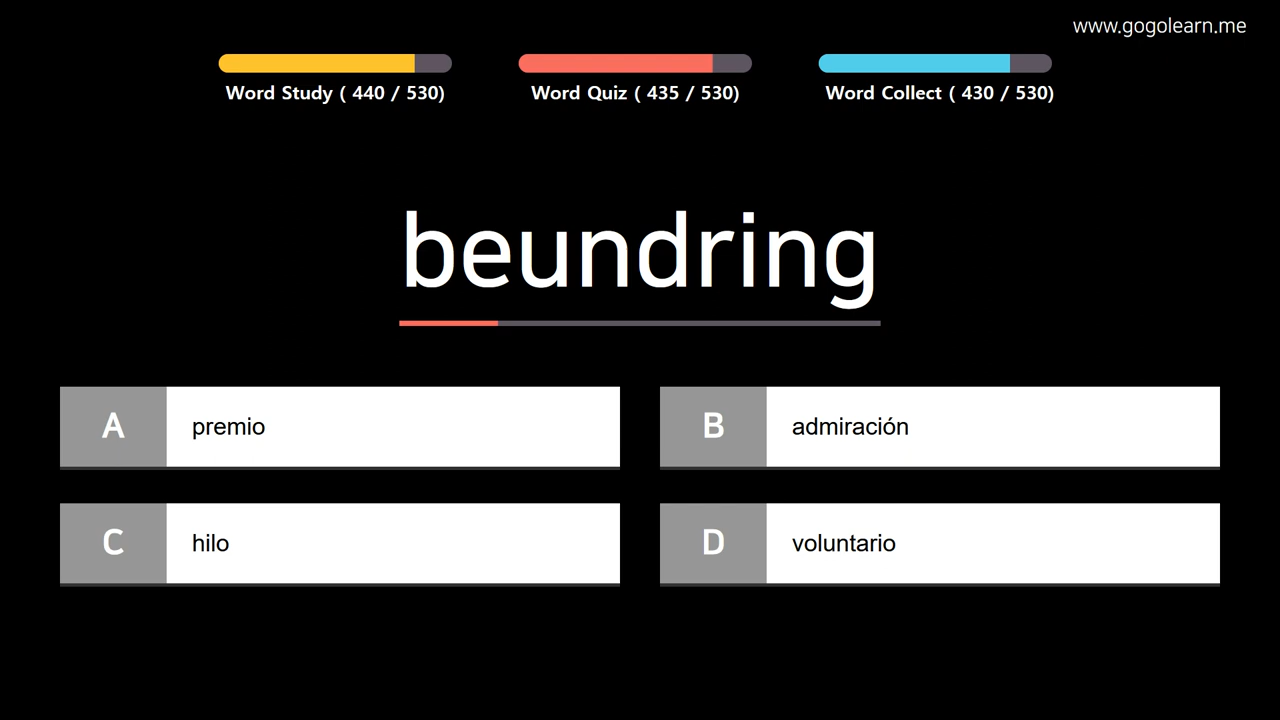 www.gogolearn.me
Word Study ( 440 / 530)
Word Quiz ( 435 / 530)
Word Collect ( 430 / 530)
beundring
A premio
B admiración
C hilo
D voluntario